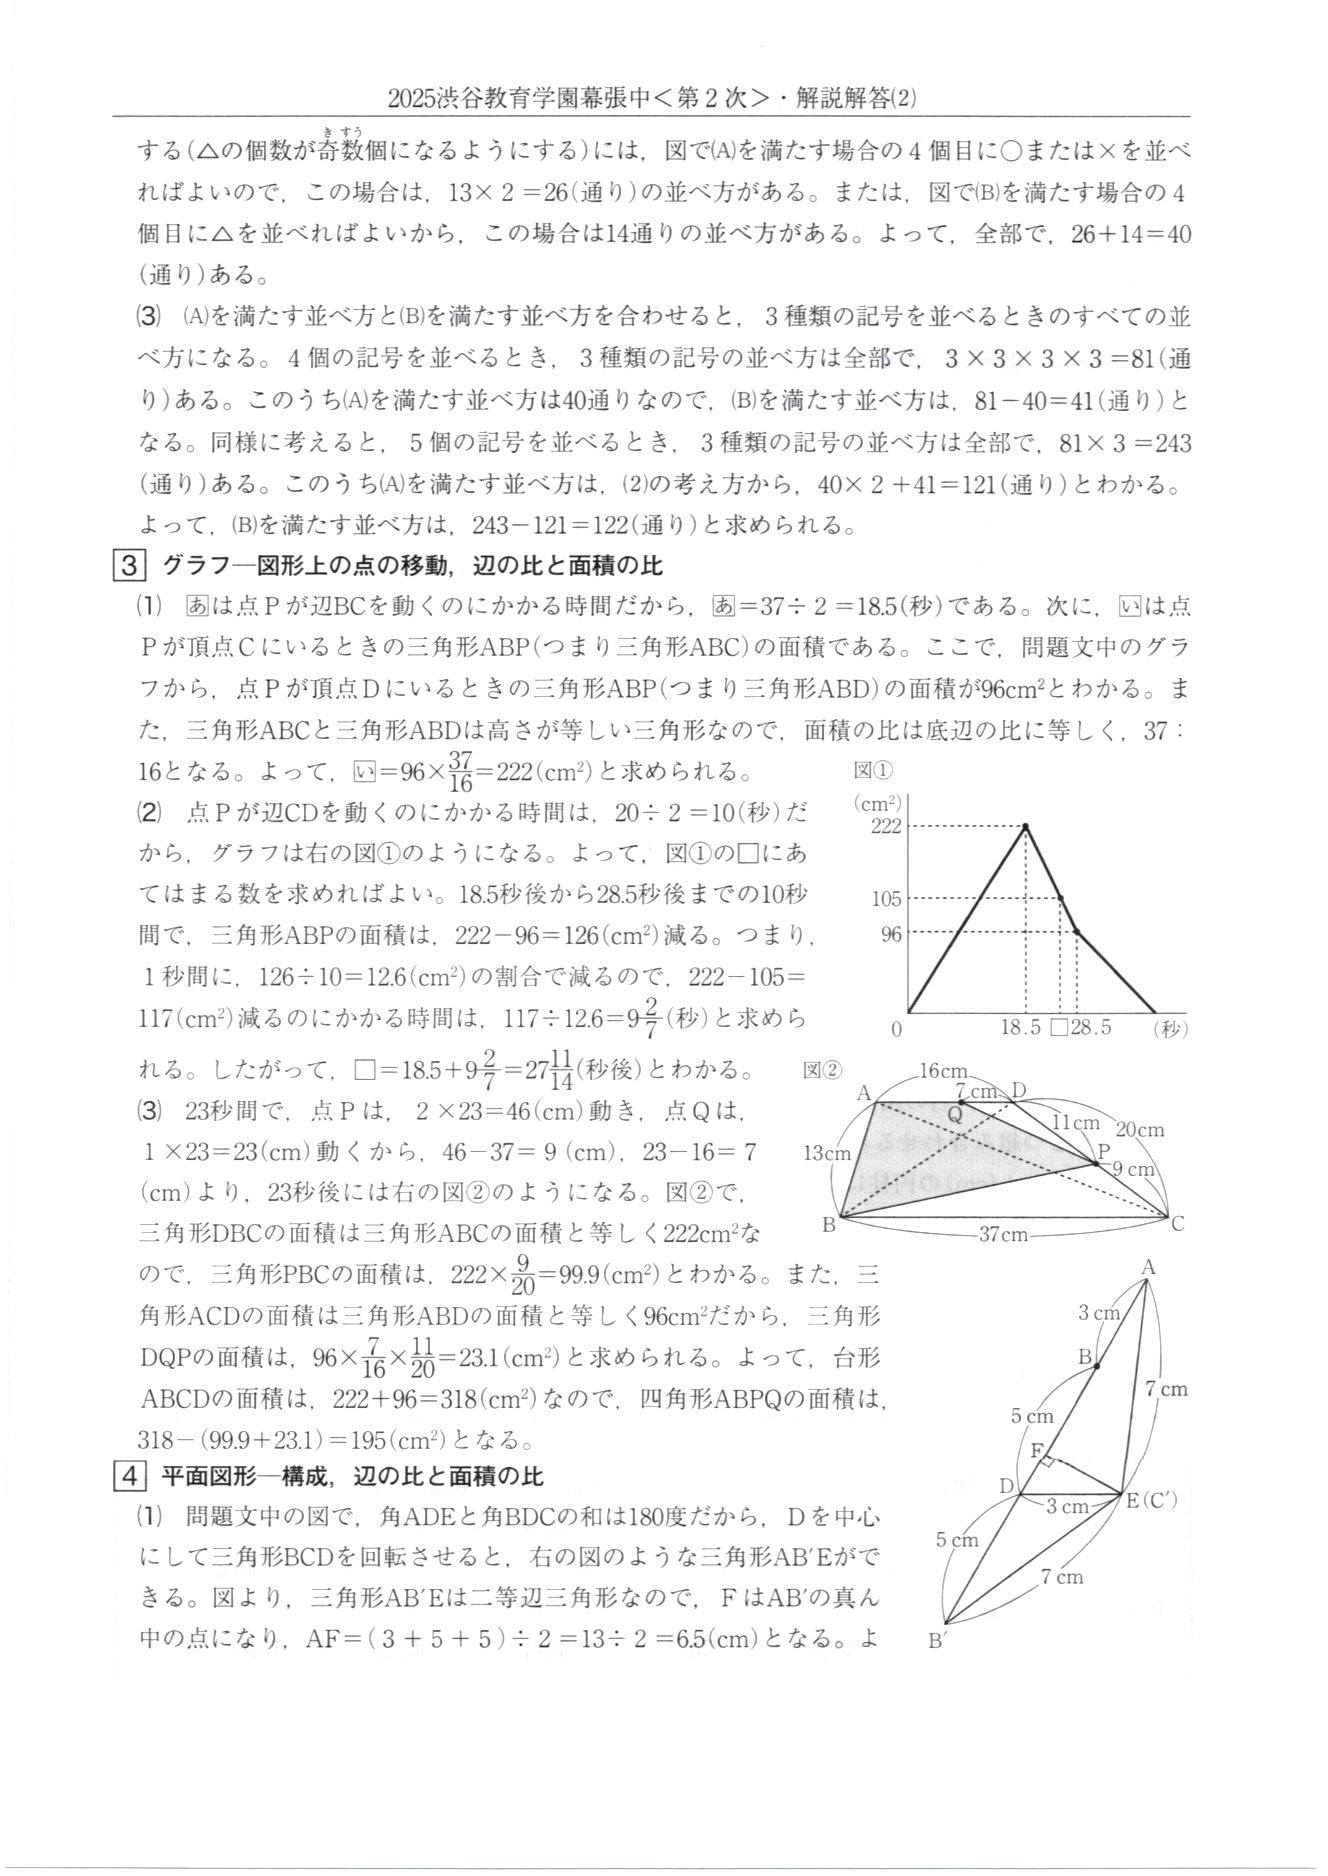 2025渋谷教育学園幕張中＜第２次＞・解説解答(2)
きすう
する(△の個数が奇数個になるようにする)には，図で(A)を満たす場合の４個目に○または×を並べ
ればよいので，この場合は，13×２＝26(通り)の並べ方がある。または，図で(B)を満たす場合の４
個目に△を並べればよいから，この場合は14通りの並べ方がある。よって，全部で，26＋14＝40
(通り)ある。
(3) (A)を満たす並べ方と(B)を満たす並べ方を合わせると，３種類の記号を並べるときのすべての並
べ方になる。４個の記号を並べるとき，３種類の記号の並べ方は全部で，３×３×３×３＝81(通
り)ある。このうち(A)を満たす並べ方は40通りなので，(B)を満たす並べ方は，81－40＝41(通り)と
なる。同様に考えると，５個の記号を並べるとき，３種類の記号の並べ方は全部で，81×３＝243
(通り)ある。このうち(A)を満たす並べ方は，(2)の考え方から，40×２＋41＝121(通り)とわかる。
よって，(B)を満たす並べ方は，243－121＝122(通り)と求められる。
3 グラフ―図形上の点の移動，辺の比と面積の比
(1) あは点Ｐが辺BCを動くのにかかる時間だから，あ＝37÷２＝18.5(秒)である。次に，いは点
Ｐが頂点Ｃにいるときの三角形ABP(つまり三角形ABC)の面積である。ここで，問題文中のグラ
フから，点Ｐが頂点Ｄにいるときの三角形ABP(つまり三角形ABD)の面積が96cm²とわかる。ま
た，三角形ABCと三角形ABDは高さが等しい三角形なので，面積の比は底辺の比に等しく，37：
16となる。よって，い＝96×37/16＝222(cm²)と求められる。
(2) 点Ｐが辺CDを動くのにかかる時間は，20÷２＝10(秒)だ
から，グラフは右の図①のようになる。よって，図①の□にあ
てはまる数を求めればよい。18.5秒後から28.5秒後までの10秒
間で，三角形ABPの面積は，222－96＝126(cm²)減る。つまり，
１秒間に，126÷10＝12.6(cm²)の割合で減るので，222－105＝
117(cm²)減るのにかかる時間は，117÷12.6＝9 2/7(秒)と求めら
れる。したがって，□＝18.5＋9 2/7＝27 11/14(秒後)とわかる。
(3) 23秒間で，点Ｐは，２×23＝46(cm)動き，点Ｑは，
１×23＝23(cm)動くから，46－37＝９(cm)，23－16＝７
(cm)より，23秒後には右の図②のようになる。図②で，
三角形DBCの面積は三角形ABCの面積と等しく222cm²な
ので，三角形PBCの面積は，222×9/20＝99.9(cm²)とわかる。また，三
角形ACDの面積は三角形ABDの面積と等しく96cm²だから，三角形
DQPの面積は，96×7/16×11/20＝23.1(cm²)と求められる。よって，台形
ABCDの面積は，222＋96＝318(cm²)なので，四角形ABPQの面積は，
318－(99.9＋23.1)＝195(cm²)となる。
図①
(cm²)
222
105
96
0
18.5 □28.5 (秒)
図②
16cm
7cm D
A
Q
11cm 20cm
13cm
P
9cm
B
37cm
C
4 平面図形―構成，辺の比と面積の比
(1) 問題文中の図で，角ADEと角BDCの和は180度だから，Ｄを中心
にして三角形BCDを回転させると，右の図のような三角形AB′Eがで
きる。図より，三角形AB′Eは二等辺三角形なので，ＦはAB′の真ん
中の点になり，AF＝(３＋５＋５)÷２＝13÷２＝6.5(cm)となる。よ
A
3cm
B
7cm
5cm
F
D
3cm
E(C′)
5cm
7cm
B′